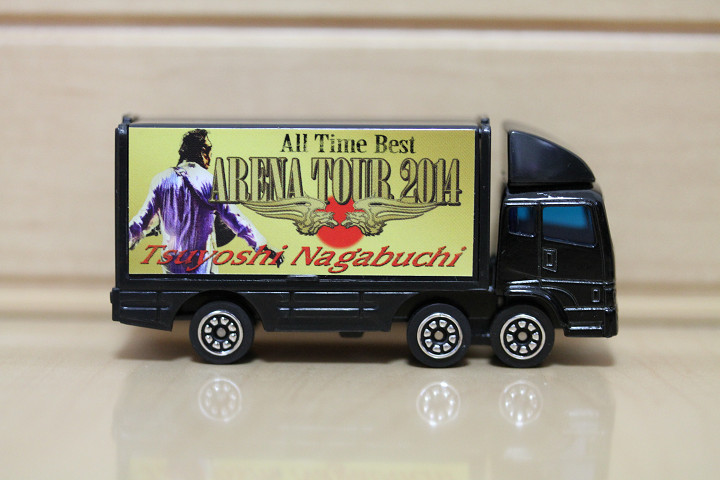 All Time Best
ARENA TOUR 2014
Tsuyoshi Nagabuchi